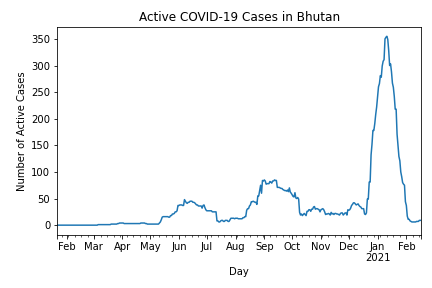 Active COVID-19 Cases in Bhutan
Number of Active Cases
350
300
250
200
150
100
50
0
Feb Mar Apr May Jun Jul Aug Sep Oct Nov Dec Jan Feb
2021
Day